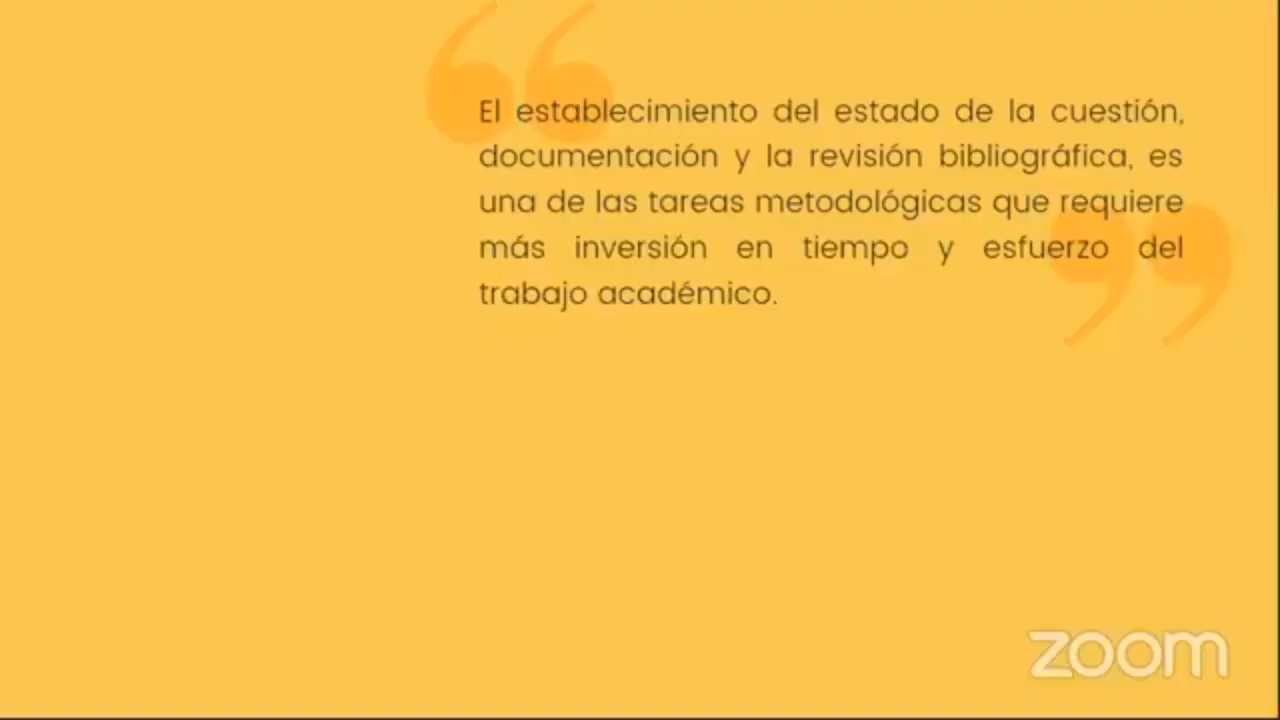 El establecimiento del estado de la cuestión,
documentación y la revisión bibliográfica, es
una de las tareas metodológicas que requiere
más inversión en tiempo y esfuerzo del
trabajo académico.
zoom